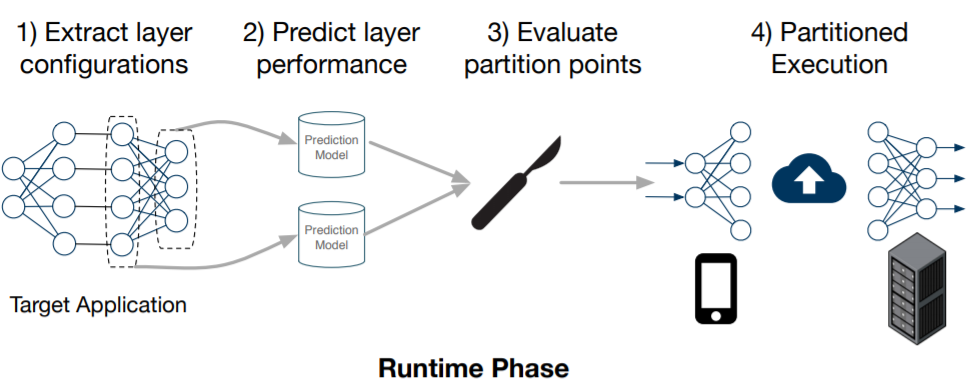 1) Extract layer
configurations
2) Predict layer
performance
3) Evaluate
partition points
4) Partitioned
Execution
Prediction
Model
Prediction
Model
Target Application
Runtime Phase